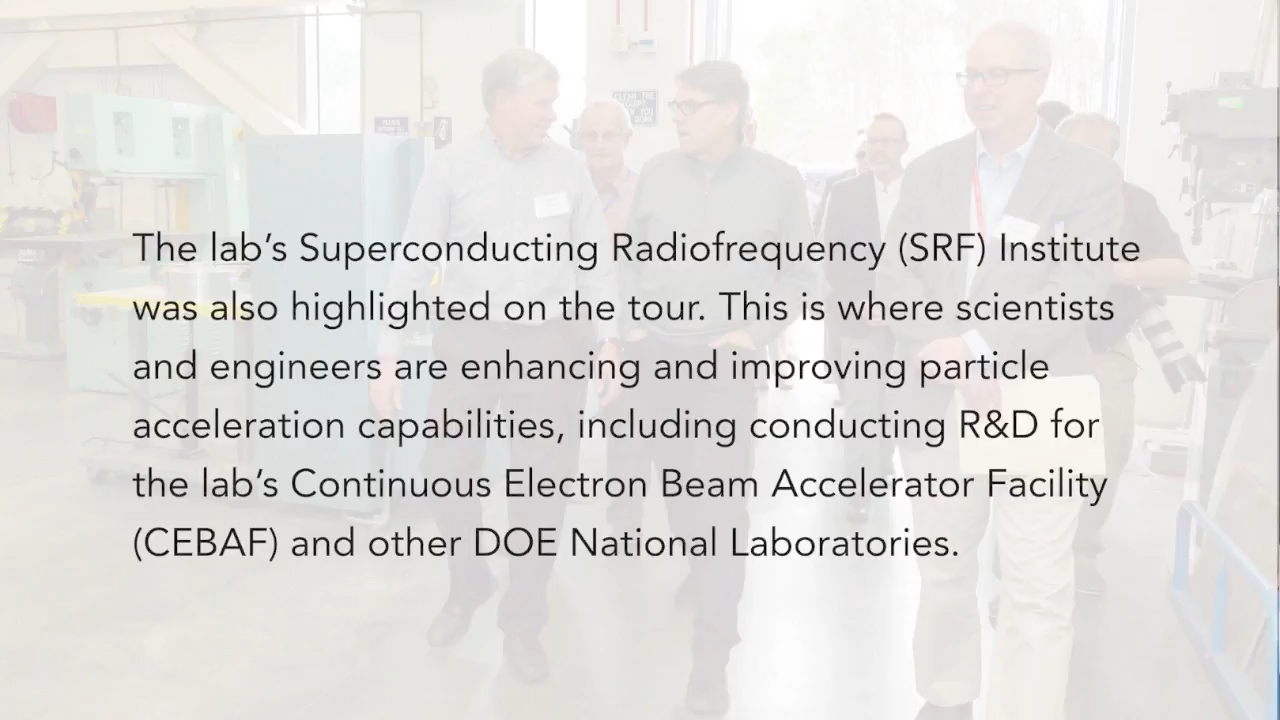 The lab’s Superconducting Radiofrequency (SRF) Institute
was also highlighted on the tour. This is where scientists
and engineers are enhancing and improving particle
acceleration capabilities, including conducting R&D for
the lab’s Continuous Electron Beam Accelerator Facility
(CEBAF) and other DOE National Laboratories.